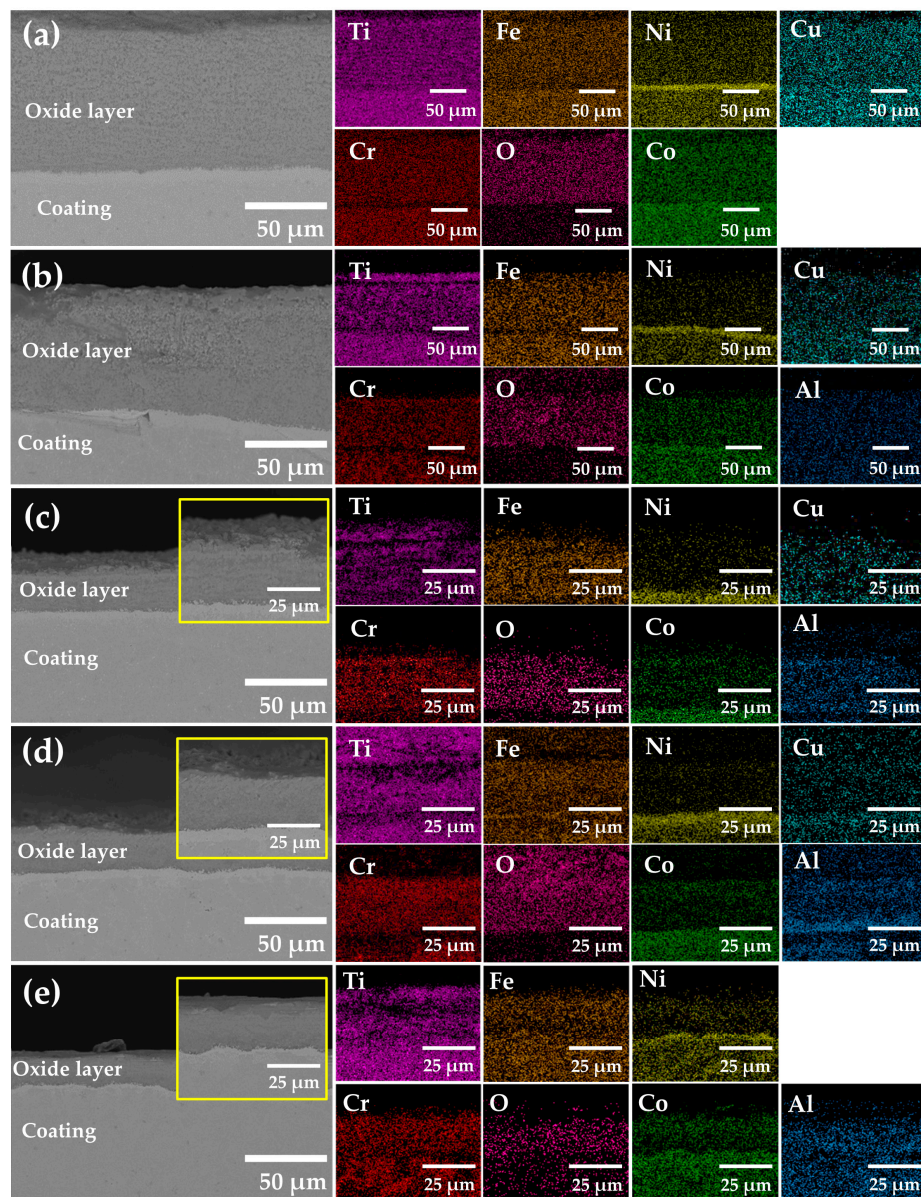 (a)
Oxide layer
Coating
50 μm
Ti
50 μm
Fe
50 μm
Ni
50 μm
Cu
50 μm
Cr
50 μm
O
50 μm
Co
50 μm
(b)
Oxide layer
Coating
50 μm
Ti
50 μm
Fe
50 μm
Ni
50 μm
Cu
50 μm
Cr
50 μm
O
50 μm
Co
50 μm
Al
50 μm
(c)
Oxide layer
25 μm
Coating
50 μm
Ti
25 μm
Fe
25 μm
Ni
25 μm
Cu
25 μm
Cr
25 μm
O
25 μm
Co
25 μm
Al
25 μm
(d)
Oxide layer
25 μm
Coating
50 μm
Ti
25 μm
Fe
25 μm
Ni
25 μm
Cu
25 μm
Cr
25 μm
O
25 μm
Co
25 μm
Al
25 μm
(e)
Oxide layer
25 μm
Coating
50 μm
Ti
25 μm
Fe
25 μm
Ni
25 μm
Cr
25 μm
O
25 μm
Co
25 μm
Al
25 μm